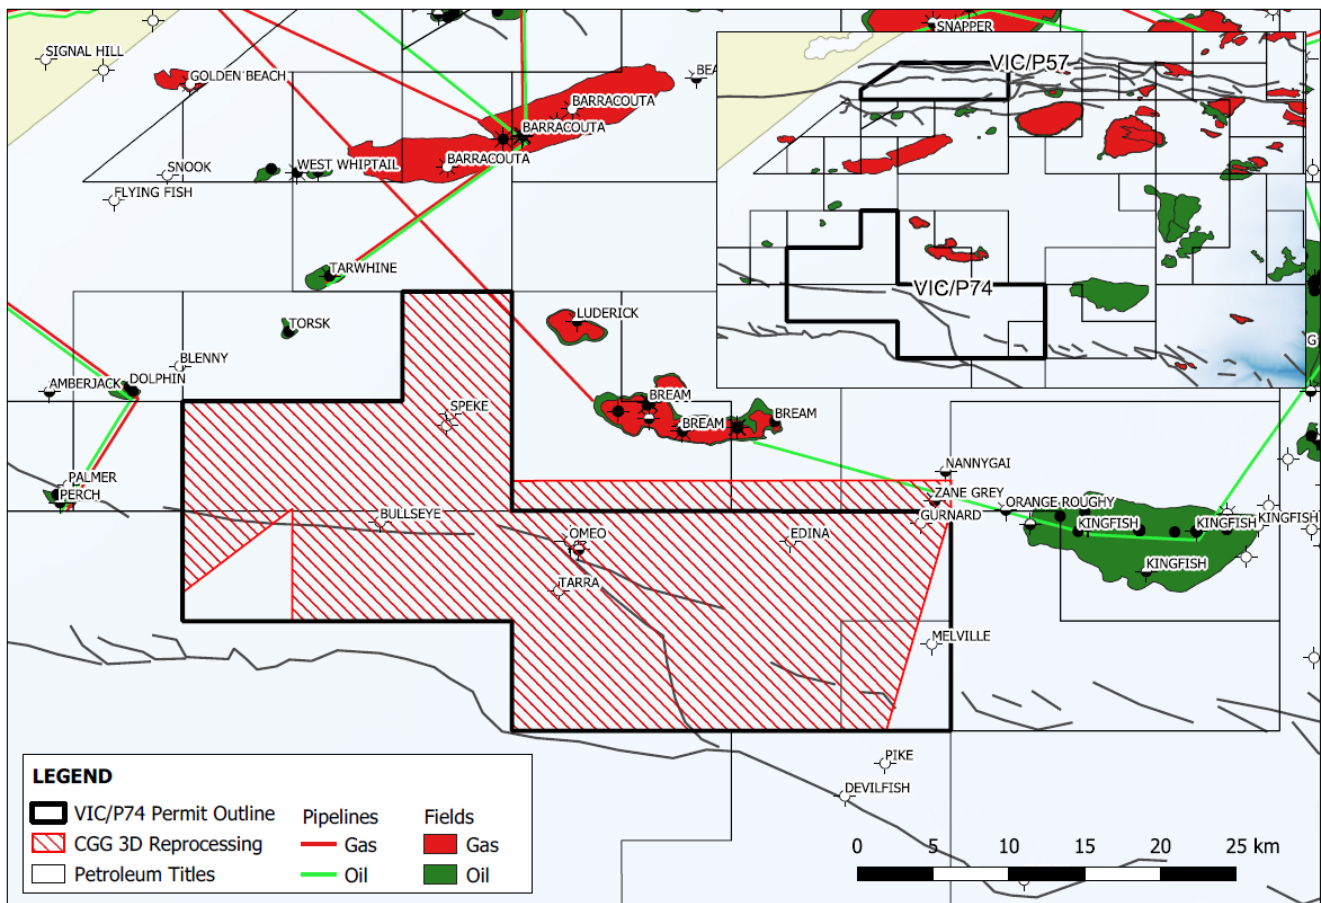 SNAPPER
SIGNAL HILL
VIC/P57
GOLDEN BEACH
BEA
BARRACOUTA
BARRACOUTA
BARRACOUTA
WEST WHIPTAIL
SNOOK
FLYING FISH
TARWHINE
VIC/P74
LUDERICK
TORSK
G
BLENNY
DOLPHIN
AMBERJACK
BREAM
SPEKE
BREAM
BREAM
NANNYGAI
PALMER
PERCH
ZANE GREY
ORANGE ROUGHY
BULLSEYE
GURNARD
KINGFISH
KINGFISH
KINGFISH
OMEO
EDINA
KINGFISH
TARRA
MELVILLE
PIKE
DEVILFISH
LEGEND
VIC/P74 Permit Outline
CGG 3D Reprocessing
Petroleum Titles
Pipelines
Gas
Oil
Fields
Gas
Oil
0 5 10 15 20 25 km